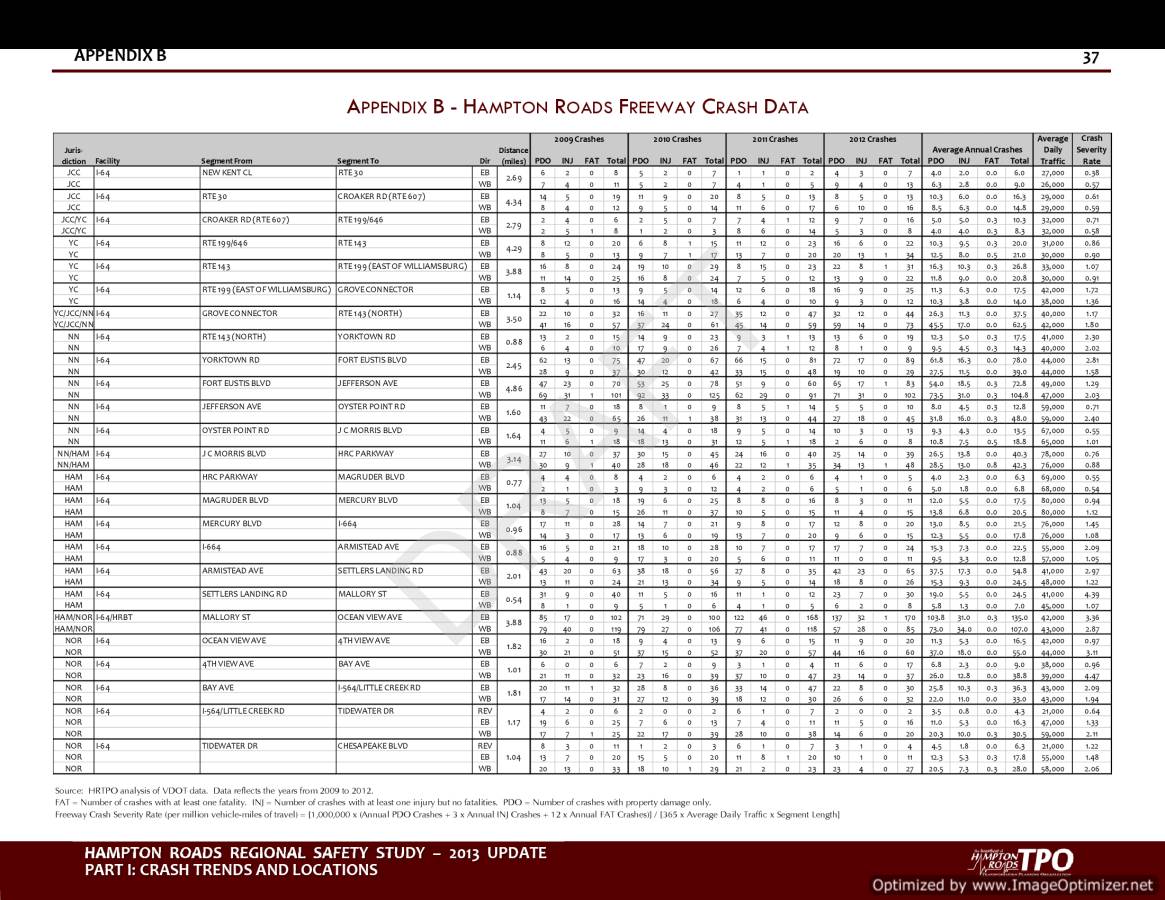 APPENDIX B 37
APPENDIX B - HAMPTON ROADS FREEWAY CRASH DATA
2009 Crashes 2010 Crashes 2011 Crashes 2012 Crashes Average Crash
Juris- Distance Average Annual Crashes Daily Severity
diction Facility Segment From Segment To Dir (miles) PDO INJ FAT Total PDO INJ FAT Total PDO INJ FAT Total PDO INJ FAT Total PDO INJ FAT Total Traffic Rate
JCC I-64 NEW KENT CL RTE 30 EB 2.69 6 2 0 8 5 2 0 7 1 1 0 2 4 3 0 7 4.0 2.0 0.0 6.0 27,000 0.38
JCC WB 7 4 0 11 5 2 0 7 4 1 0 5 9 4 0 13 6.3 2.8 0.0 9.0 26,000 0.57
JCC I-64 RTE 30 CROAKER RD (RTE 607) EB 4.34 14 5 0 19 11 9 0 20 8 5 0 13 8 5 0 13 10.3 6.0 0.0 16.3 29,000 0.61
JCC WB 8 4 0 12 9 5 0 14 11 6 0 17 6 10 0 16 8.5 6.3 0.0 14.8 29,000 0.59
JCC/YC I-64 CROAKER RD (RTE 607) RTE 199/646 EB 2.79 2 4 0 6 2 5 0 7 7 4 1 12 9 7 0 16 5.0 5.0 0.3 10.3 32,000 0.71
JCC/YC WB 2 5 1 8 1 2 0 3 8 6 0 14 5 3 0 8 4.0 4.0 0.3 8.3 32,000 0.58
YC I-64 RTE 199/646 RTE 143 EB 4.29 8 12 0 20 6 8 1 15 11 12 0 23 16 6 0 22 10.3 9.5 0.3 20.0 31,000 0.86
YC WB 8 5 0 13 9 7 1 17 13 7 0 20 20 13 1 34 12.5 8.0 0.5 21.0 30,000 0.90
YC I-64 RTE 143 RTE 199 (EAST OF WILLIAMSBURG) EB 3.88 16 8 0 24 19 10 0 29 8 15 0 23 22 8 1 31 16.3 10.3 0.3 26.8 33,000 1.07
YC WB 11 14 0 25 16 8 0 24 7 5 0 12 13 9 0 22 11.8 9.0 0.0 20.8 30,000 0.91
YC I-64 RTE 199 (EAST OF WILLIAMSBURG) GROVE CONNECTOR EB 1.14 8 5 0 13 9 5 0 14 12 6 0 18 16 9 0 25 11.3 6.3 0.0 17.5 42,000 1.72
YC WB 12 4 0 16 14 4 0 18 6 4 0 10 9 3 0 12 10.3 3.8 0.0 14.0 38,000 1.36
YC/JCC/NN I-64 GROVE CONNECTOR RTE 143 (NORTH) EB 3.50 22 10 0 32 16 11 0 27 35 12 0 47 32 12 0 44 26.3 11.3 0.0 37.5 40,000 1.17
YC/JCC/NN WB 41 16 0 57 37 24 0 61 45 14 0 59 59 14 0 73 45.5 17.0 0.0 62.5 42,000 1.80
NN I-64 RTE 143 (NORTH) YORKTOWN RD EB 0.88 13 2 0 15 14 9 0 23 9 3 1 13 13 6 0 19 12.3 5.0 0.3 17.5 41,000 2.30
NN WB 6 4 0 10 17 9 0 26 7 4 1 12 8 1 0 9 9.5 4.5 0.3 14.3 40,000 2.02
NN I-64 YORKTOWN RD FORT EUSTIS BLVD EB 2.45 62 13 0 75 47 20 0 67 66 15 0 81 72 17 0 89 61.8 16.3 0.0 78.0 44,000 2.81
NN WB 28 9 0 37 30 12 0 42 33 15 0 48 19 10 0 29 27.5 11.5 0.0 39.0 44,000 1.58
NN I-64 FORT EUSTIS BLVD JEFFERSON AVE EB 4.86 47 23 0 70 53 25 0 78 51 9 0 60 65 17 1 83 54.0 18.5 0.3 72.8 49,000 1.29
NN WB 69 31 1 101 92 33 0 125 62 29 0 91 71 31 0 102 73.5 31.0 0.3 104.8 47,000 2.03
NN I-64 JEFFERSON AVE OYSTER POINT RD EB 1.60 11 7 0 18 8 1 0 9 8 5 1 14 5 5 0 10 8.0 4.5 0.3 12.8 59,000 0.71
NN WB 43 22 0 65 26 11 1 38 31 13 0 44 27 18 0 45 31.8 16.0 0.3 48.0 59,000 2.40
NN I-64 OYSTER POINT RD J C MORRIS BLVD EB 1.64 4 5 0 9 14 4 0 18 9 5 0 14 10 3 0 13 9.3 4.3 0.0 13.5 67,000 0.55
NN WB 11 6 1 18 18 13 0 31 12 5 1 18 2 6 0 8 10.8 7.5 0.5 18.8 65,000 1.01
NN/HAM I-64 J C MORRIS BLVD HRC PARKWAY EB 3.14 27 10 0 37 30 15 0 45 24 16 0 40 25 14 0 39 26.5 13.8 0.0 40.3 78,000 0.76
NN/HAM WB 30 9 1 40 28 18 0 46 22 12 1 35 34 13 1 48 28.5 13.0 0.8 42.3 76,000 0.88
HAM I-64 HRC PARKWAY MAGRUDER BLVD EB 0.77 4 4 0 8 4 2 0 6 4 2 0 6 4 1 0 5 4.0 2.3 0.0 6.3 69,000 0.55
HAM WB 2 1 0 3 9 3 0 12 4 2 0 6 5 1 0 6 5.0 1.8 0.0 6.8 68,000 0.54
HAM I-64 MAGRUDER BLVD MERCURY BLVD EB 1.04 13 5 0 18 19 6 0 25 8 8 0 16 8 3 0 11 12.0 5.5 0.0 17.5 80,000 0.94
HAM WB 8 7 0 15 26 11 0 37 10 5 0 15 11 4 0 15 13.8 6.8 0.0 20.5 80,000 1.12
HAM I-64 MERCURY BLVD I-664 EB 0.96 17 11 0 28 14 7 0 21 9 8 0 17 12 8 0 20 13.0 8.5 0.0 21.5 76,000 1.45
HAM WB 14 3 0 17 13 6 0 19 13 7 0 20 9 6 0 15 12.3 5.5 0.0 17.8 76,000 1.08
HAM I-64 I-664 ARMISTEAD AVE EB 0.88 16 5 0 21 18 10 0 28 10 7 0 17 17 7 0 24 15.3 7.3 0.0 22.5 55,000 2.09
HAM WB 5 4 0 9 17 3 0 20 5 6 0 11 11 0 0 11 9.5 3.3 0.0 12.8 57,000 1.05
HAM I-64 ARMISTEAD AVE SETTLERS LANDING RD EB 2.01 43 20 0 63 38 18 0 56 27 8 0 35 42 23 0 65 37.5 17.3 0.0 54.8 41,000 2.97
HAM WB 13 11 0 24 21 13 0 34 9 5 0 14 18 8 0 26 15.3 9.3 0.0 24.5 48,000 1.22
HAM I-64 SETTLERS LANDING RD MALLORY ST EB 0.54 31 9 0 40 11 5 0 16 11 1 0 12 23 7 0 30 19.0 5.5 0.0 24.5 41,000 4.39
HAM WB 8 1 0 9 5 1 0 6 4 1 0 5 6 2 0 8 5.8 1.3 0.0 7.0 45,000 1.07
HAM/NOR I-64/HRBT MALLORY ST OCEAN VIEW AVE EB 3.88 85 17 0 102 71 29 0 100 122 46 0 168 137 32 1 170 103.8 31.0 0.3 135.0 42,000 3.36
HAM/NOR WB 79 40 0 119 79 27 0 106 77 41 0 118 57 28 0 85 73.0 34.0 0.0 107.0 43,000 2.87
NOR I-64 OCEAN VIEW AVE 4TH VIEW AVE EB 1.82 16 2 0 18 9 4 0 13 9 6 0 15 11 9 0 20 11.3 5.3 0.0 16.5 42,000 0.97
NOR WB 30 21 0 51 37 15 0 52 37 20 0 57 44 16 0 60 37.0 18.0 0.0 55.0 44,000 3.11
NOR I-64 4TH VIEW AVE BAY AVE EB 1.01 6 0 0 6 7 2 0 9 3 1 0 4 11 6 0 17 6.8 2.3 0.0 9.0 38,000 0.96
NOR WB 21 11 0 32 23 16 0 39 37 10 0 47 23 14 0 37 26.0 12.8 0.0 38.8 39,000 4.47
NOR I-64 BAY AVE I-564/LITTLE CREEK RD EB 1.81 20 11 1 32 28 8 0 36 33 14 0 47 22 8 0 30 25.8 10.3 0.3 36.3 43,000 2.09
NOR WB 17 14 0 31 27 12 0 39 18 12 0 30 26 6 0 32 22.0 11.0 0.0 33.0 43,000 1.94
NOR I-64 I-564/LITTLE CREEK RD TIDEWATER DR REV 1.17 4 2 0 6 2 0 0 2 6 1 0 7 2 0 0 2 3.5 0.8 0.0 4.3 21,000 0.64
NOR EB 19 6 0 25 7 6 0 13 7 4 0 11 11 5 0 16 11.0 5.3 0.0 16.3 47,000 1.33
NOR WB 17 7 1 25 22 17 0 39 28 10 0 38 14 6 0 20 20.3 10.0 0.3 30.5 59,000 2.11
NOR I-64 TIDEWATER DR CHESAPEAKE BLVD REV 1.04 8 3 0 11 1 2 0 3 6 1 0 7 3 1 0 4 4.5 1.8 0.0 6.3 21,000 1.22
NOR EB 13 7 0 20 15 5 0 20 11 8 1 20 10 1 0 11 12.3 5.3 0.3 17.8 55,000 1.48
NOR WB 20 13 0 33 18 10 1 29 21 2 0 23 23 4 0 27 20.5 7.3 0.3 28.0 58,000 2.06
DRAFT
Source: HRTPO analysis of VDOT data. Data reflects the years from 2009 to 2012.
FAT = Number of crashes with at least one fatality. INJ = Number of crashes with at least one injury but no fatalities. PDO = Number of crashes with property damage only.
Freeway Crash Severity Rate (per million vehicle-miles of travel) = [1,000,000 x (Annual PDO Crashes + 3 x Annual INJ Crashes + 12 x Annual FAT Crashes)] / [365 x Average Daily Traffic x Segment Length]
HAMPTON ROADS REGIONAL SAFETY STUDY – 2013 UPDATE
PART I: CRASH TRENDS AND LOCATIONS
HAMPTON ROADS TPO
Optimized by www.ImageOptimizer.net